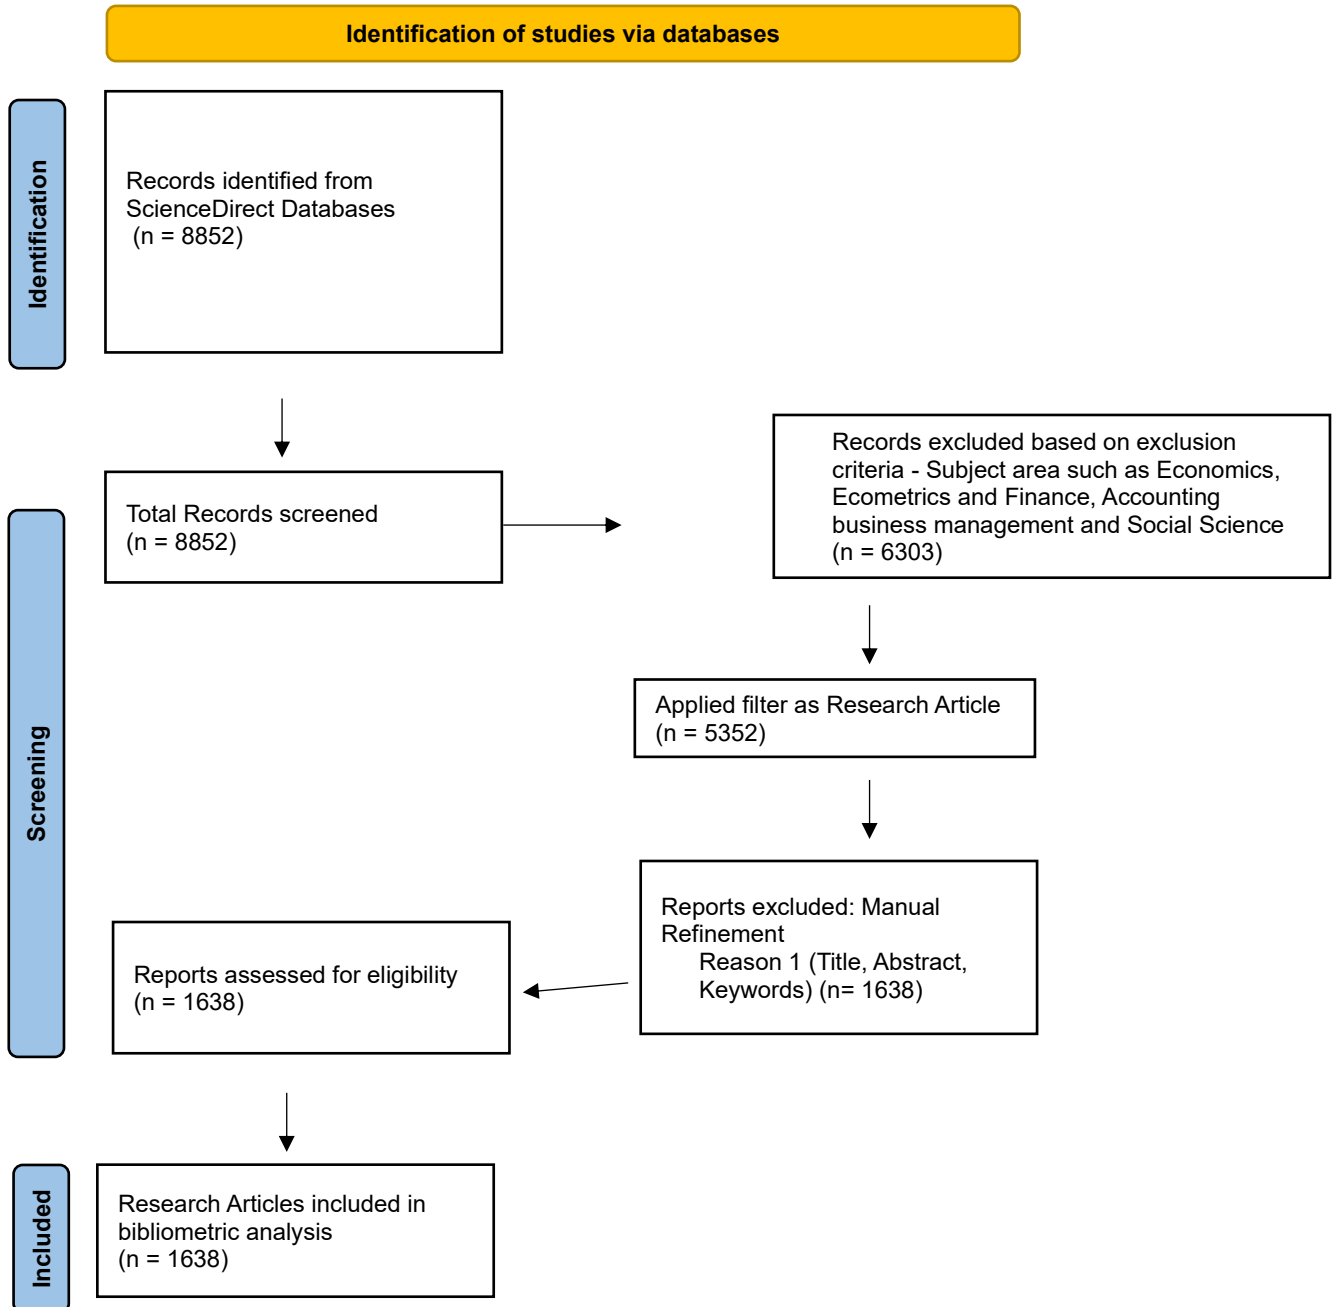 Identification of studies via databases
Identification
Records identified from
ScienceDirect Databases
(n = 8852)
Screening
Total Records screened
(n = 8852)
Records excluded based on exclusion
criteria - Subject area such as Economics,
Ecometrics and Finance, Accounting
business management and Social Science
(n = 6303)
Applied filter as Research Article
(n = 5352)
Reports excluded: Manual
Refinement
Reason 1 (Title, Abstract,
Keywords) (n= 1638)
Reports assessed for eligibility
(n = 1638)
Included
Research Articles included in
bibliometric analysis
(n = 1638)